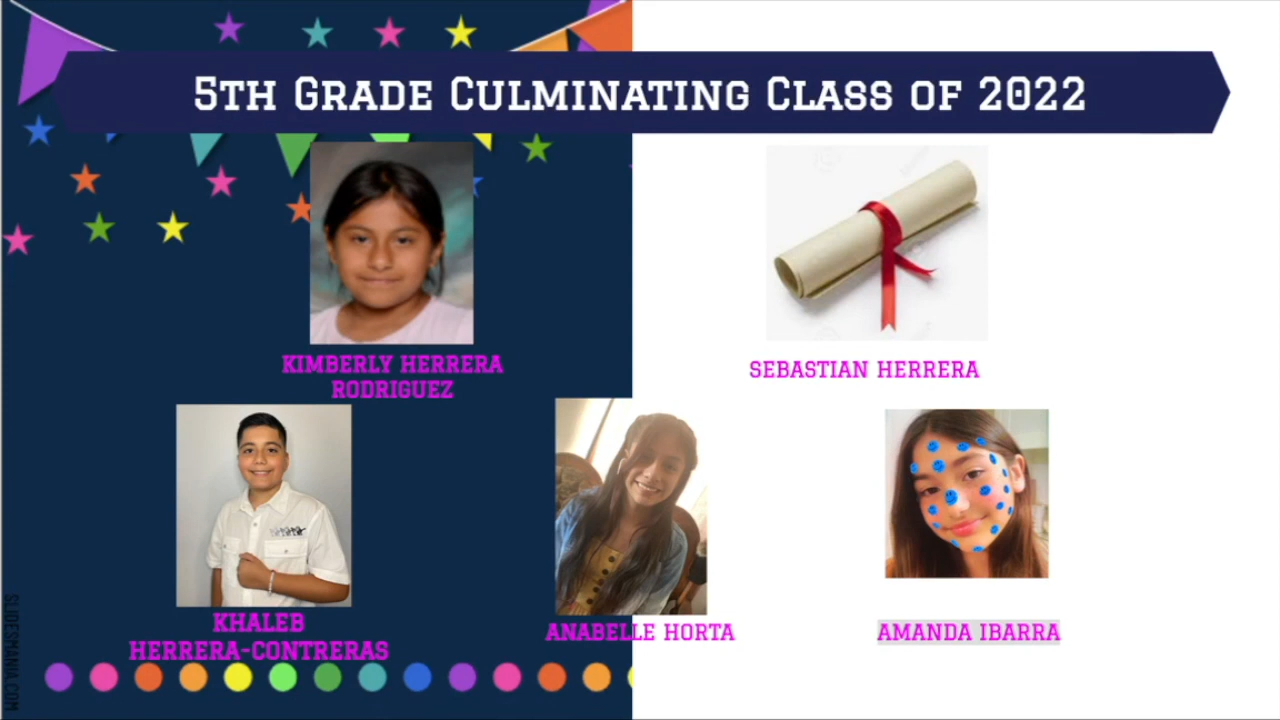 5TH GRADE CULMINATING CLASS OF 2022
KIMBERLY HERRERA
RODRIGUEZ
SEBASTIAN HERRERA
KHALEB
HERRERA-CONTRERAS
ANABELLE HORTA
AMANDA IBARRA
SLIDESMANIA.COM